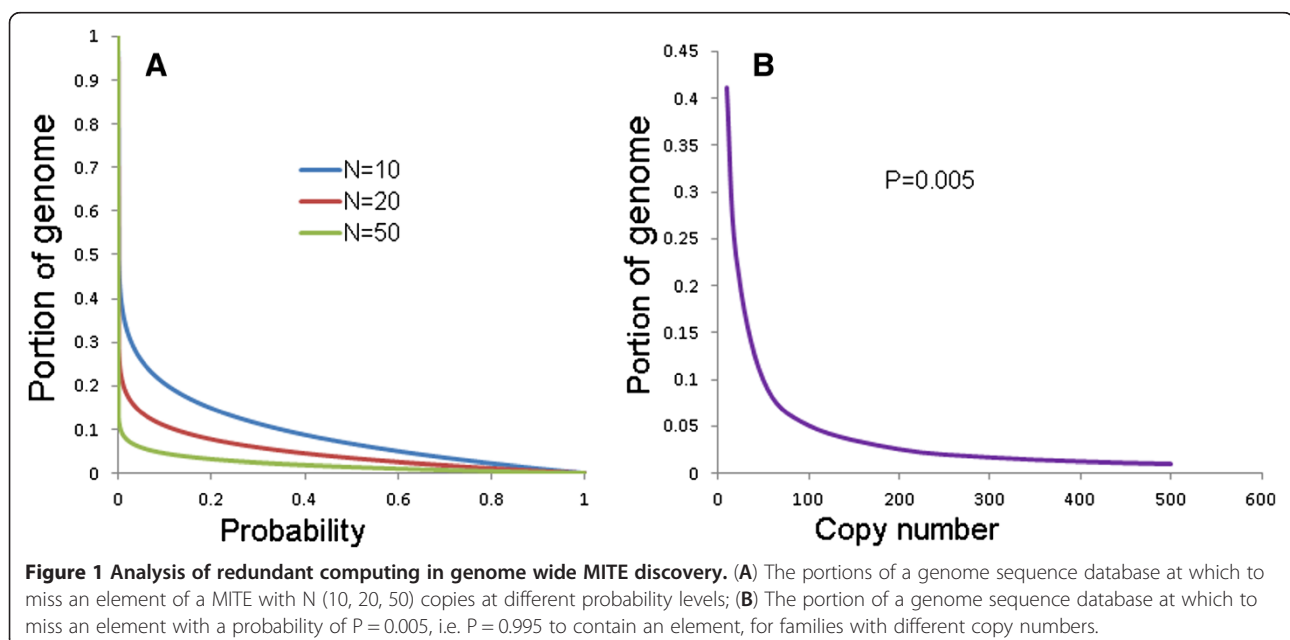 A
Portion of genome
1
0.9
0.8
0.7
0.6
0.5
0.4
0.3
0.2
0.1
0
0 0.2 0.4 0.6 0.8 1
Probability
N=10
N=20
N=50
B
Portion of genome
0.45
0.4
0.35
0.3
0.25
0.2
0.15
0.1
0.05
0
0 100 200 300 400 500 600
Copy number
P=0.005
Figure 1 Analysis of redundant computing in genome wide MITE discovery. (A) The portions of a genome sequence database at which to
miss an element of a MITE with N (10, 20, 50) copies at different probability levels; (B) The portion of a genome sequence database at which to
miss an element with a probability of P = 0.005, i.e. P = 0.995 to contain an element, for families with different copy numbers.